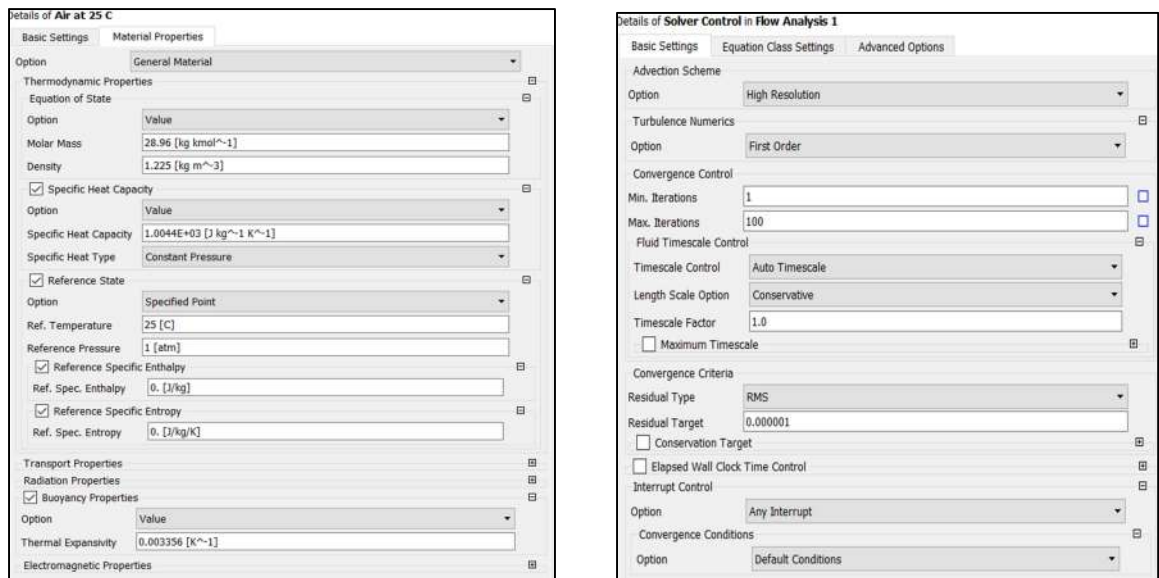 Details of Air at 25 C
Basic Settings Material Properties
Option General Material
Thermodynamic Properties
Equation of State
Option Value
Molar Mass 28.96 [kg kmol^-1]
Density 1.225 [kg m^-3]
Specific Heat Capacity
Option Value
Specific Heat Capacity 1.0044E+03 [J kg^-1 K^-1]
Specific Heat Type Constant Pressure
Reference State
Option Specified Point
Ref. Temperature 25 [C]
Reference Pressure 1 [atm]
Reference Specific Enthalpy
Ref. Spec. Enthalpy 0. [J/kg]
Reference Specific Entropy
Ref. Spec. Entropy 0. [J/kg/K]
Transport Properties
Radiation Properties
Buoyancy Properties
Option Value
Thermal Expansivity 0.003356 [K^-1]
Electromagnetic Properties
Details of Solver Control in Flow Analysis 1
Basic Settings Equation Class Settings Advanced Options
Advection Scheme
Option High Resolution
Turbulence Numerics
Option First Order
Convergence Control
Min. Iterations 1
Max. Iterations 100
Fluid Timescale Control
Timescale Control Auto Timescale
Length Scale Option Conservative
Timescale Factor 1.0
Maximum Timescale
Convergence Criteria
Residual Type RMS
Residual Target 0.000001
Conservation Target
Elapsed Wall Clock Time Control
Interrupt Control
Option Any Interrupt
Convergence Conditions
Option Default Conditions